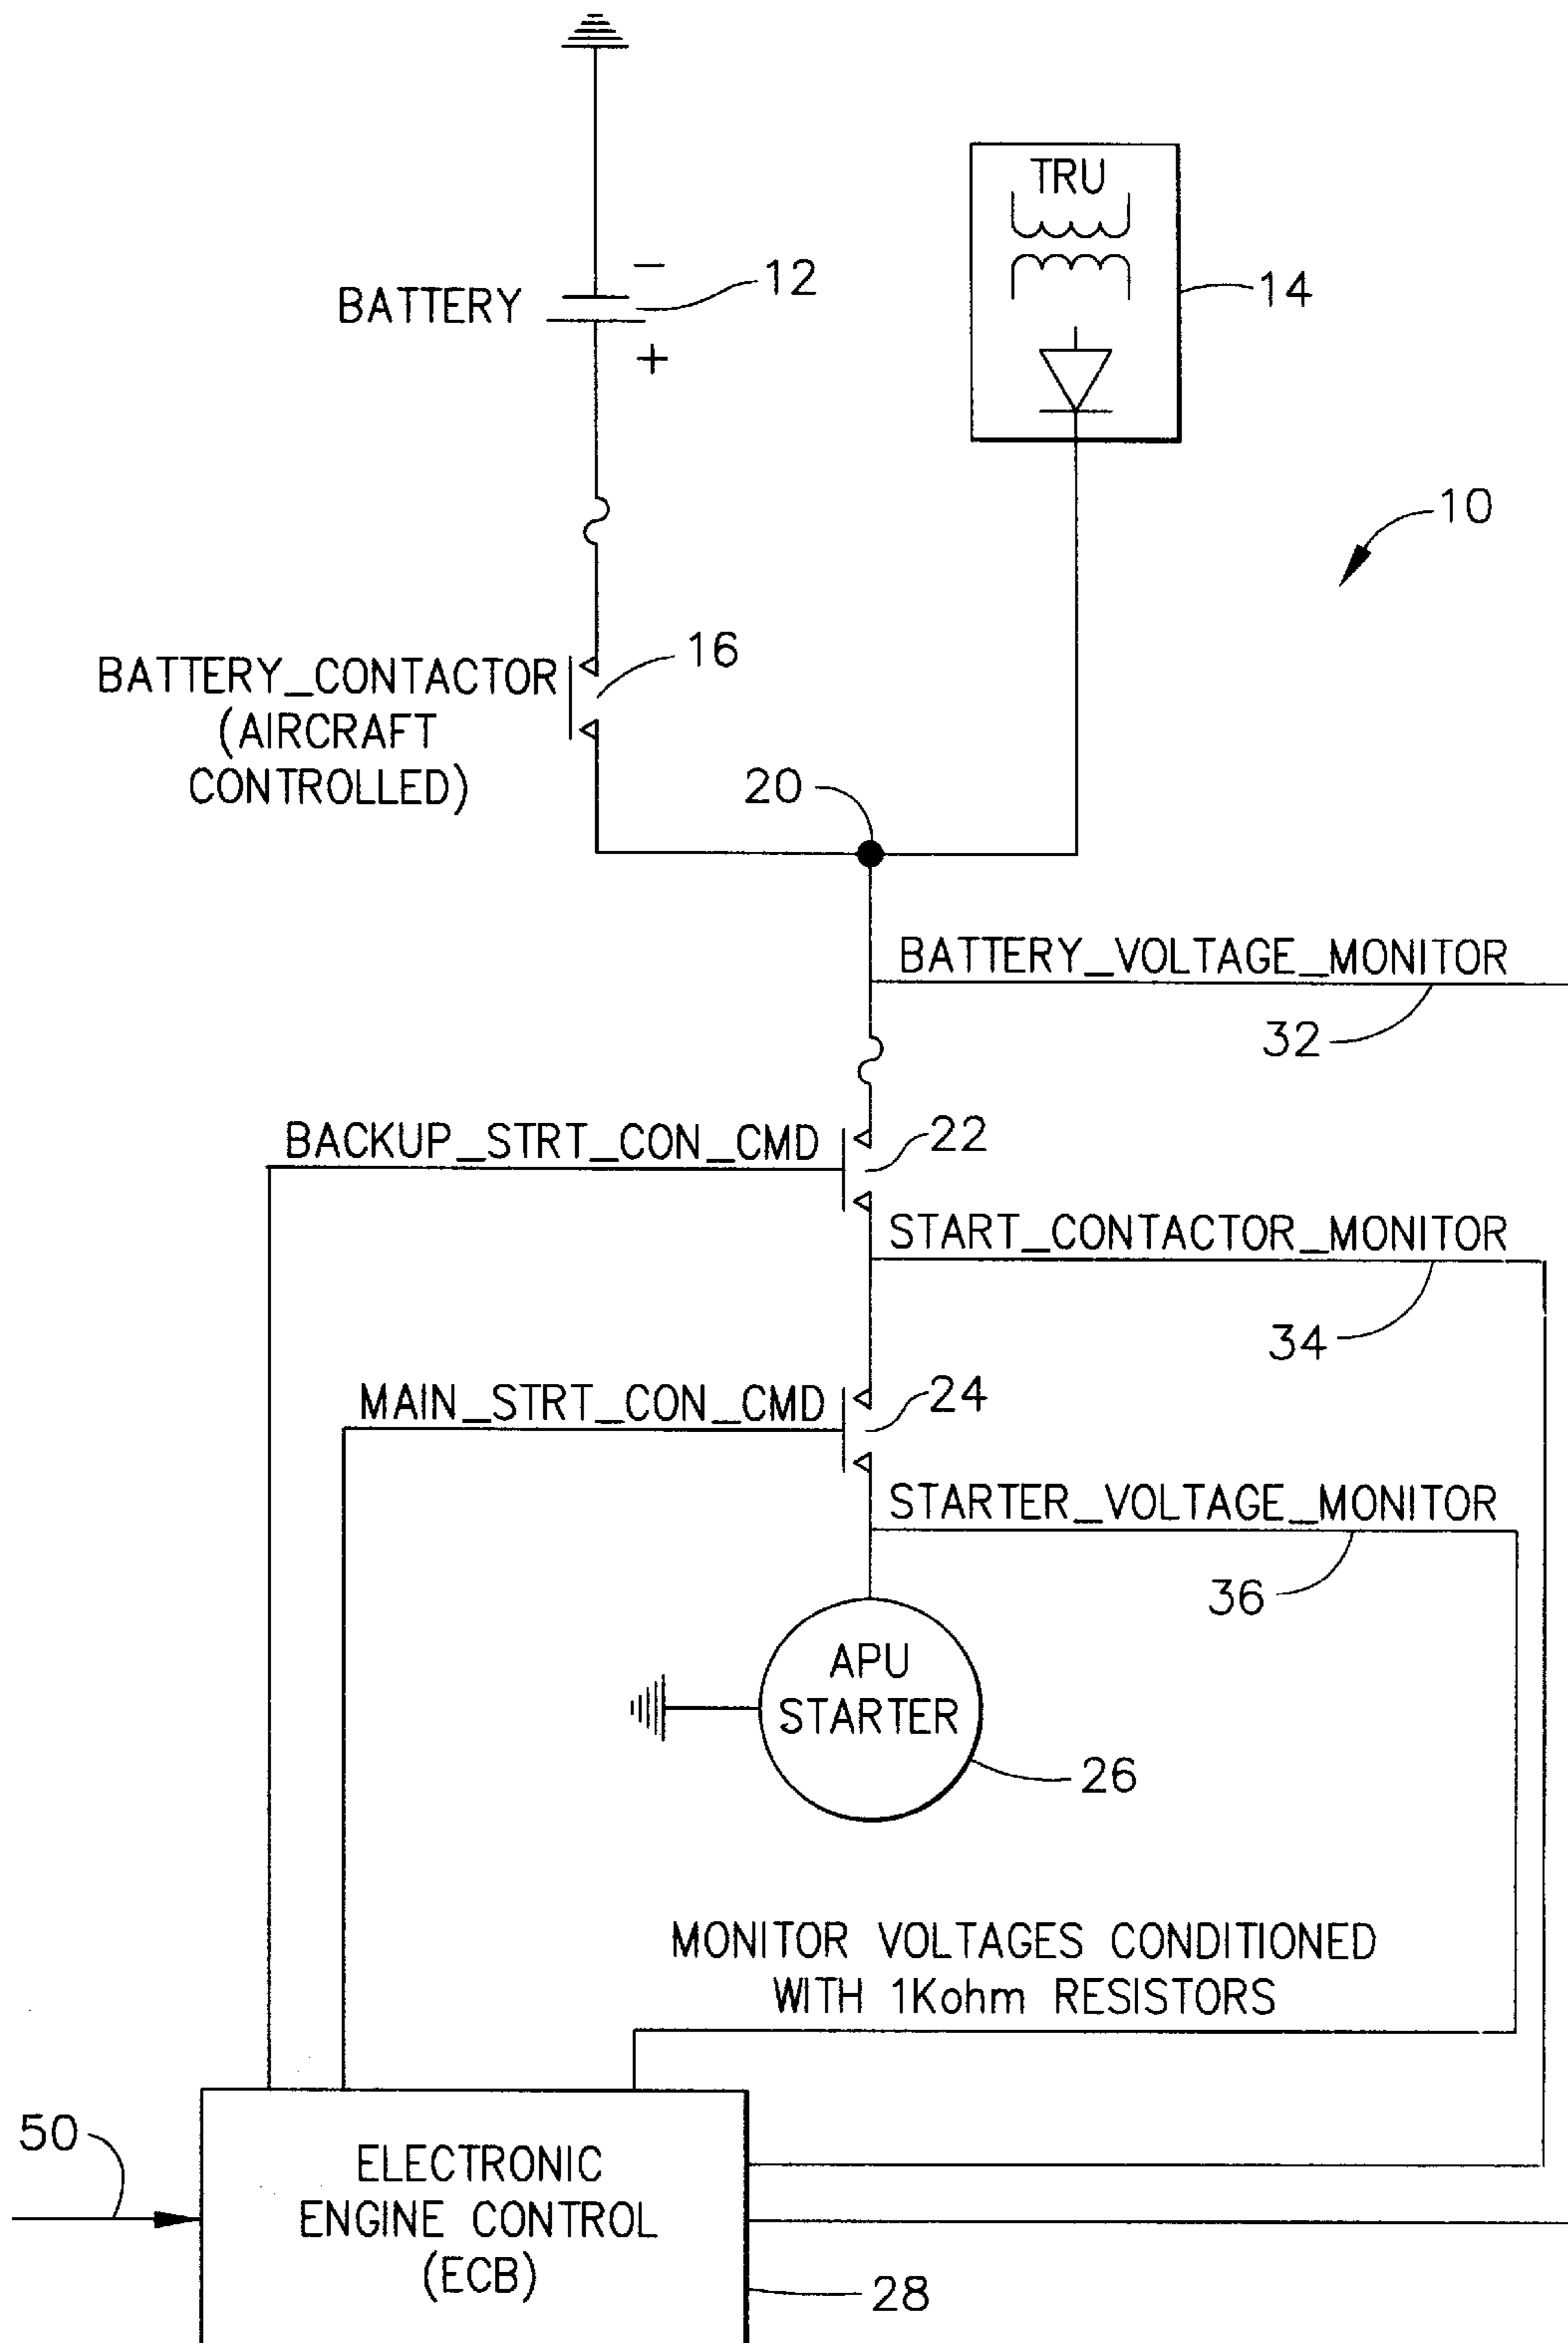 TRU
−
12
BATTERY
14
+
10
16
BATTERY_CONTACTOR
(AIRCRAFT
CONTROLLED)
20
BATTERY_VOLTAGE_MONITOR
32
BACKUP_STRT_CON_CMD
22
START_CONTACTOR_MONITOR
34
MAIN_STRT_CON_CMD
24
STARTER_VOLTAGE_MONITOR
36
APU
STARTER
26
MONITOR VOLTAGES CONDITIONED
WITH 1Kohm RESISTORS
50
ELECTRONIC
ENGINE CONTROL
(ECB)
28